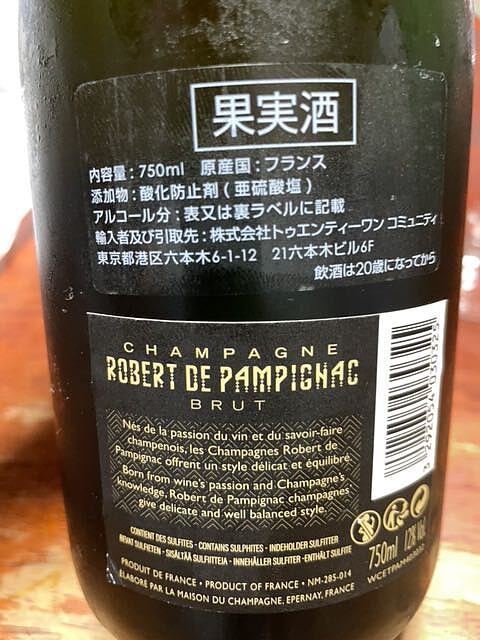 果実酒
内容量：750ml 原産国：フランス
添加物：酸化防止剤（亜硫酸塩）
アルコール分：表又は裏ラベルに記載
輸入者及び引取先：株式会社トゥエンティーワン コミュニティ
東京都港区六本木6-1-12 21六本木ビル6F
飲酒は20歳になってから
CHAMPAGNE
ROBERT DE PAMPIGNAC
BRUT
Nés de la passion du vin et du savoir-faire
champenois, les Champagnes Robert de
Pampignac offrent un style délicat et équilibré
Born from wine's passion and Champagne's
knowledge, Robert de Pampignac champagnes
give delicate and well balanced style.
CONTIENT DES SULFITES - CONTAINS SULPHITES - INDEHOLDER SULFITTER
BEVAT SULFIETEN - SISÄLTÄÄ SULFIITTEJA - INNEHÅLLER SULFITER - ENTHÄLT SULFITE
PRODUIT DE FRANCE • PRODUCT OF FRANCE • NM-285-014
ÉLABORÉ PAR LA MAISON DU CHAMPAGNE, EPERNAY, FRANCE
750ml 12% Vol.